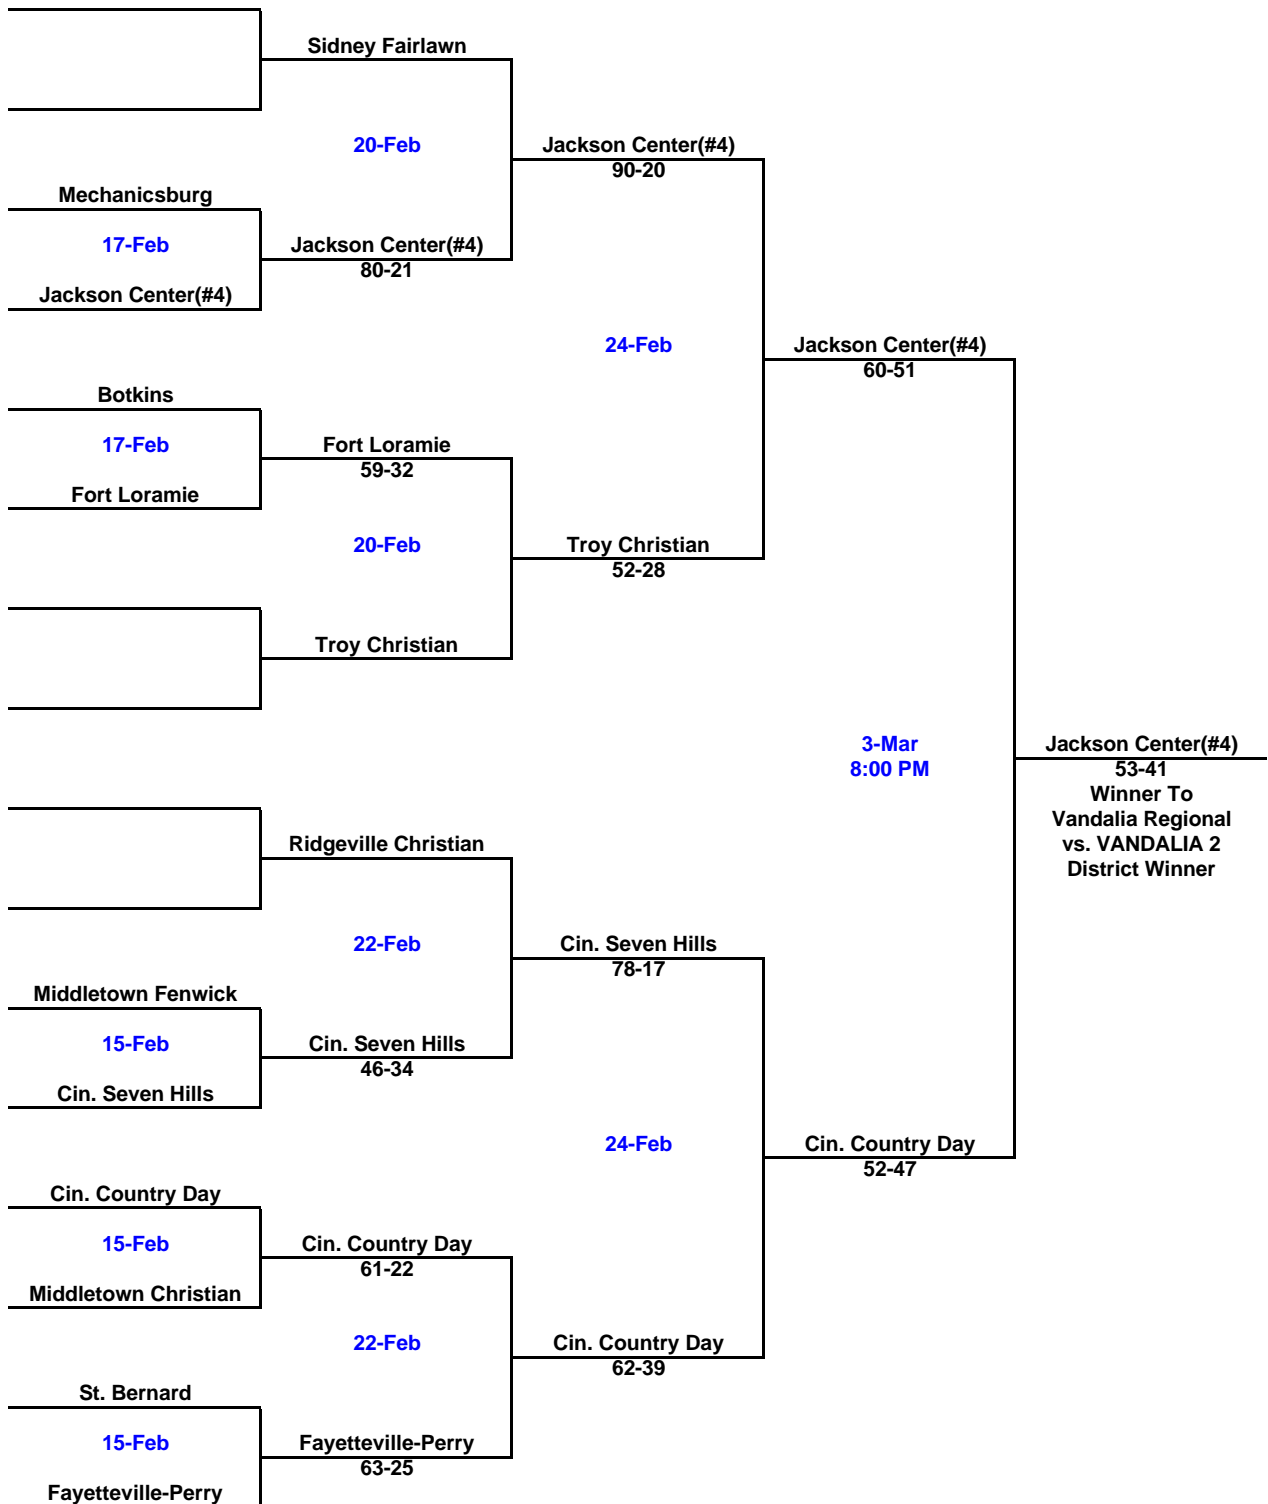 Sidney Fairlawn
20-Feb
Jackson Center(#4)
90-20
Mechanicsburg
17-Feb
Jackson Center(#4)
80-21
Jackson Center(#4)
24-Feb
Jackson Center(#4)
60-51
Botkins
17-Feb
Fort Loramie
59-32
Fort Loramie
20-Feb
Troy Christian
52-28
Troy Christian
3-Mar
8:00 PM
Jackson Center(#4)
53-41
Winner To
Vandalia Regional
vs. VANDALIA 2
District Winner
Ridgeville Christian
22-Feb
Cin. Seven Hills
78-17
Middletown Fenwick
15-Feb
Cin. Seven Hills
46-34
Cin. Seven Hills
24-Feb
Cin. Country Day
52-47
Cin. Country Day
15-Feb
Cin. Country Day
61-22
Middletown Christian
22-Feb
Cin. Country Day
62-39
St. Bernard
15-Feb
Fayetteville-Perry
63-25
Fayetteville-Perry